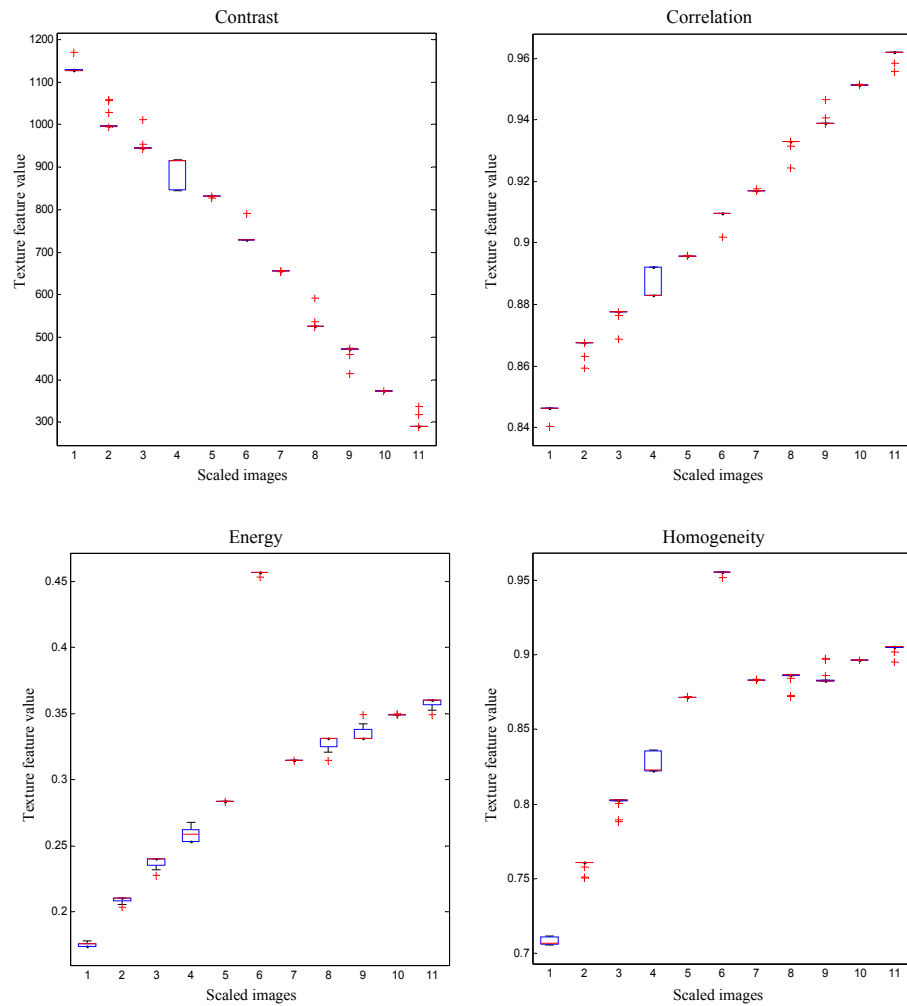 Contrast
1200
1100
1000
900
800
700
600
500
400
300
Texture feature value
1 2 3 4 5 6 7 8 9 10 11
Scaled images
Correlation
0.96
0.94
0.92
0.9
0.88
0.86
0.84
Texture feature value
1 2 3 4 5 6 7 8 9 10 11
Scaled images
Energy
0.45
0.4
0.35
0.3
0.25
0.2
Texture feature value
1 2 3 4 5 6 7 8 9 10 11
Scaled images
Homogeneity
0.95
0.9
0.85
0.8
0.75
0.7
Texture feature value
1 2 3 4 5 6 7 8 9 10 11
Scaled images